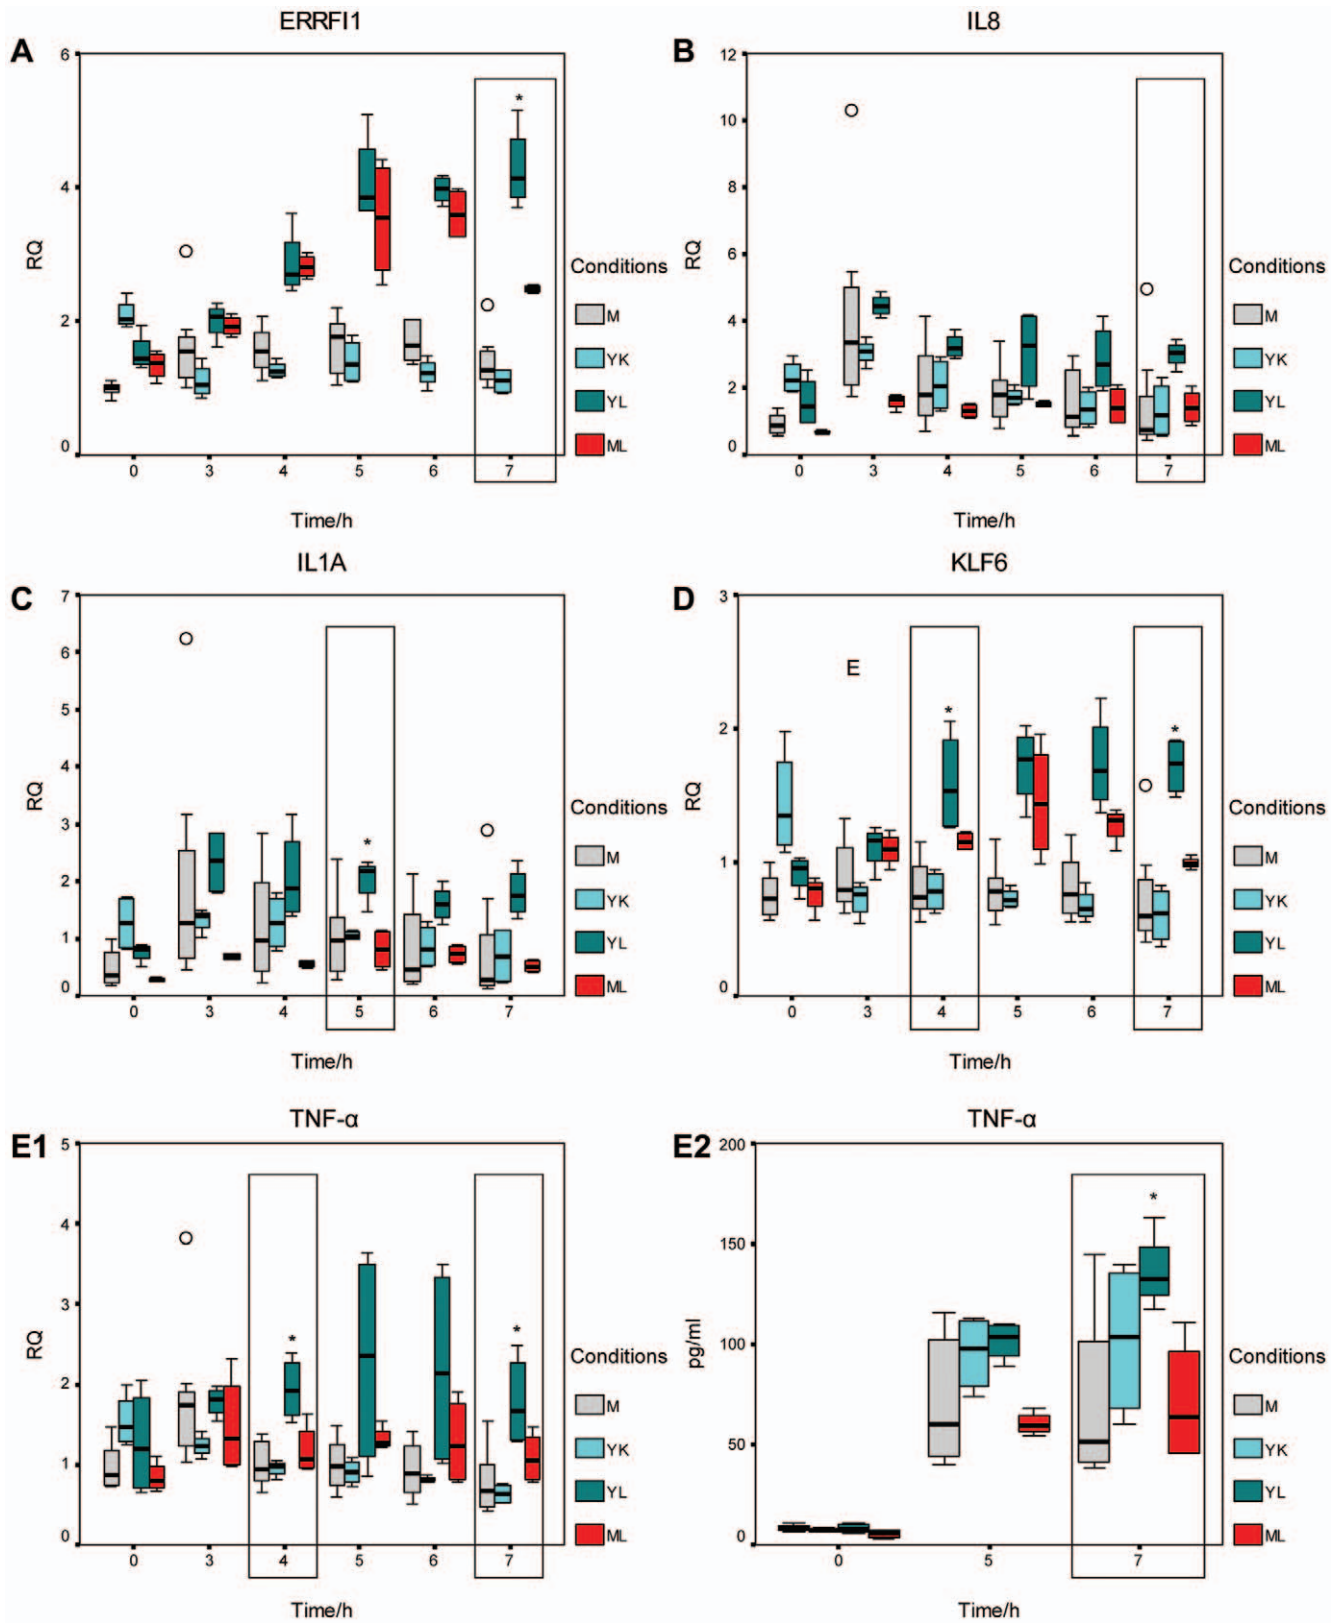 ERRFI1
A
6
4
2
0
RQ
*
0 3 4 5 6 7
Time/h
Conditions
M
YK
YL
ML
IL8
B
12
10
8
6
4
2
0
RQ
0 3 4 5 6 7
Time/h
Conditions
M
YK
YL
ML
IL1A
C
7
6
5
4
3
2
1
0
RQ
*
0 3 4 5 6 7
Time/h
Conditions
M
YK
YL
ML
KLF6
D
3
2
1
0
RQ
E
*
*
0 3 4 5 6 7
Time/h
Conditions
M
YK
YL
ML
TNF-α
E1
5
4
3
2
1
0
RQ
*
*
0 3 4 5 6 7
Time/h
Conditions
M
YK
YL
ML
TNF-α
E2
200
150
100
50
0
pg/ml
*
0 5 7
Time/h
Conditions
M
YK
YL
ML